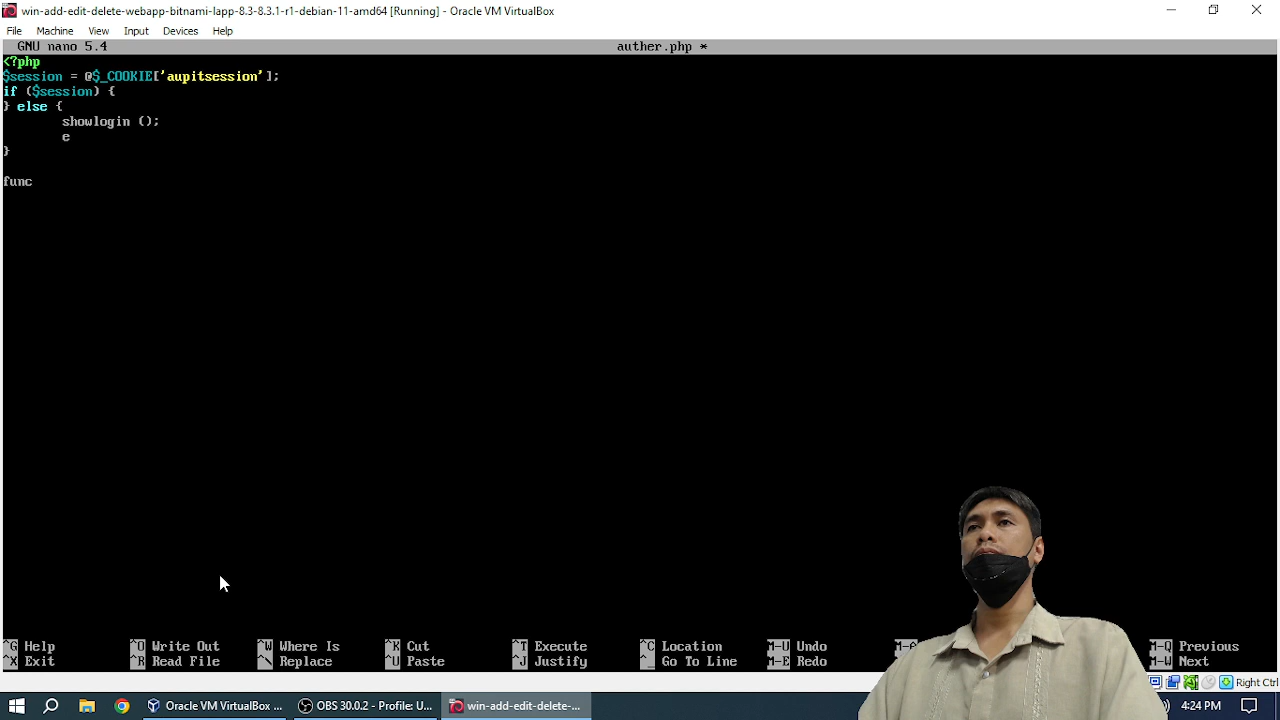 win-add-edit-delete-webapp-bitnami-lapp-8.3-8.3.1-r1-debian-11-amd64 [Running] - Oracle VM VirtualBox
File Machine View Input Devices Help
GNU nano 5.4 auther.php *
<?php
$session = @$_COOKIE['aupitsession'];
if ($session) {
} else {
showlogin ();
e
}
func
^G Help ^O Write Out ^W Where Is ^K Cut ^T Execute ^C Location M-U Undo M-A M-Q Previous
^X Exit ^R Read File ^\ Replace ^U Paste ^J Justify ^_ Go To Line M-E Redo M-W Next
Right Ctrl
Oracle VM VirtualBox ... OBS 30.0.2 - Profile: U... win-add-edit-delete-... 4:24 PM